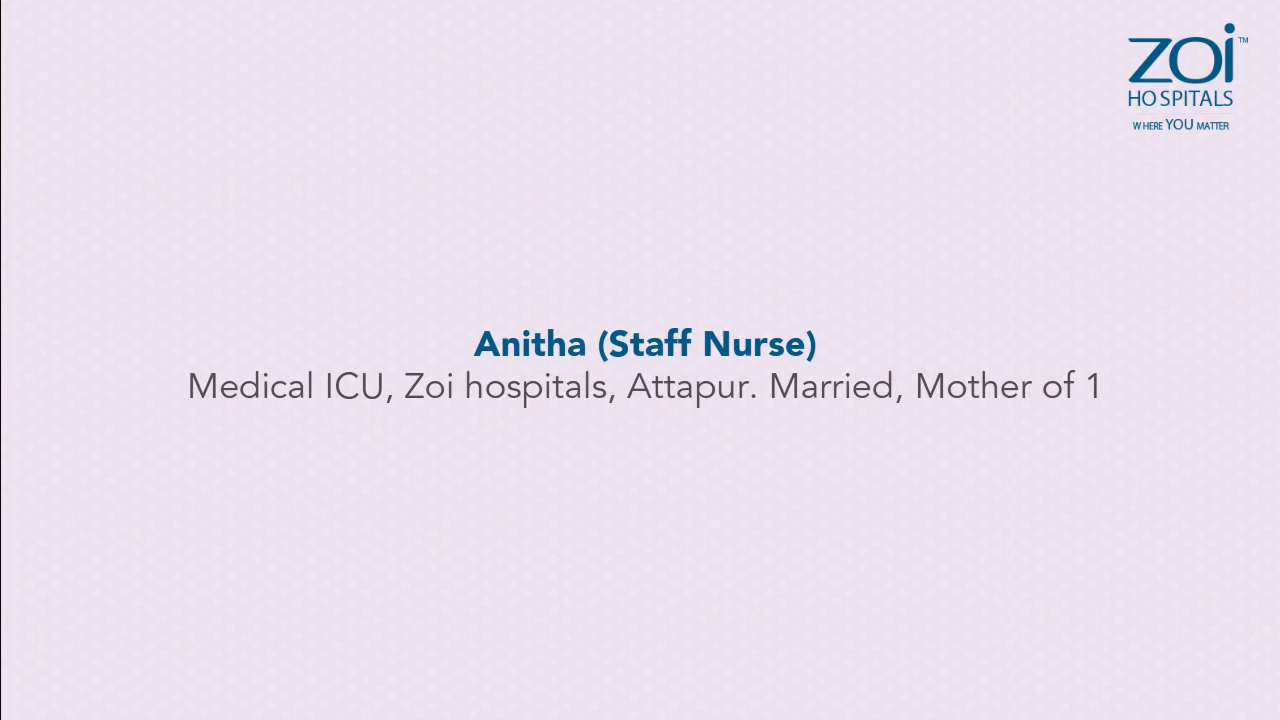 zoi™
HOSPITALS
WHERE YOU MATTER
Anitha (Staff Nurse)
Medical ICU, Zoi hospitals, Attapur. Married, Mother of 1